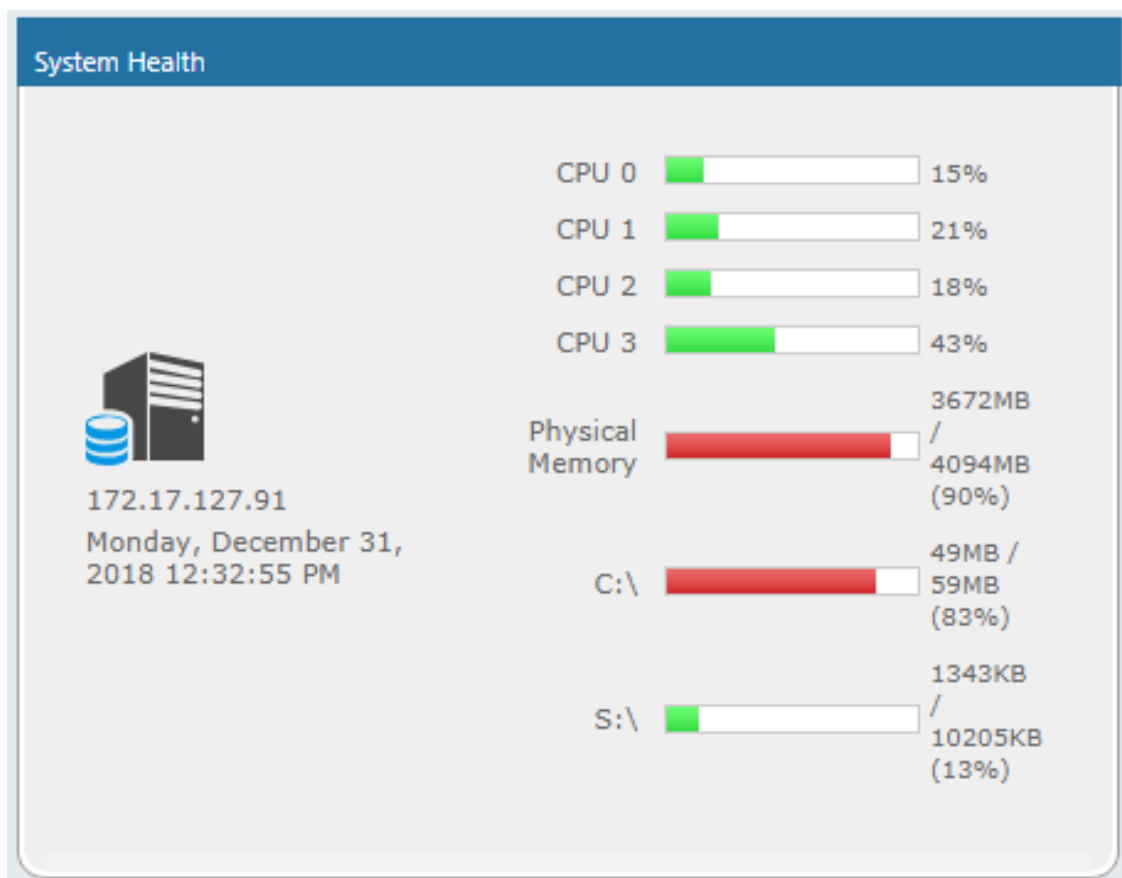 System Health
CPU 0
15%
CPU 1
21%
CPU 2
18%
CPU 3
43%
Physical
Memory
3672MB
/
4094MB
(90%)
172.17.127.91
Monday, December 31,
2018 12:32:55 PM
C:\
49MB /
59MB
(83%)
S:\
1343KB
/
10205KB
(13%)